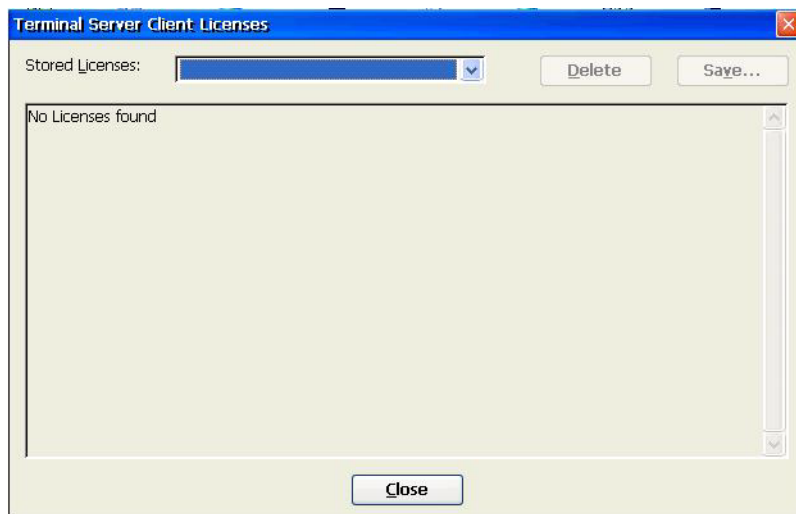 Terminal Server Client Licenses
Stored Licenses:
Delete
Save...
No Licenses found
Close